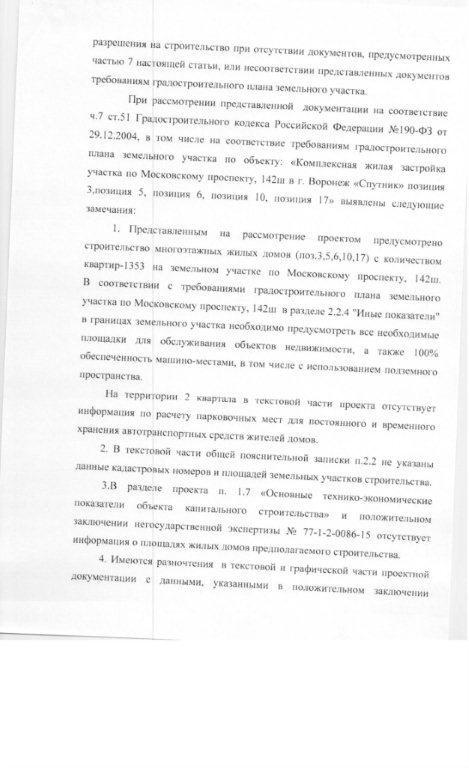 разрешения на строительство при отсутствии документов, предусмотренных
частью 7 настоящей статьи, или несоответствии представленных документов
требованиям градостроительного плана земельного участка.
При рассмотрении представленной документации на соответствие
ч.7 ст.51 Градостроительного кодекса Российской Федерации №190-ФЗ от
29.12.2004, в том числе на соответствие требованиям градостроительного
плана земельного участка по объекту: «Комплексная жилая застройка
участка по Московскому проспекту, 142ш в г. Воронеж «Спутник» позиция
3,позиция 5, позиция 6, позиция 10, позиция 17» выявлены следующие
замечания:
1. Представленным на рассмотрение проектом предусмотрено
строительство многоэтажных жилых домов (поз.3,5,6,10,17) с количеством
квартир-1353 на земельном участке по Московскому проспекту, 142ш.
В соответствии с требованиями градостроительного плана земельного
участка по Московскому проспекту, 142ш в разделе 2.2.4 "Иные показатели"
в границах земельного участка необходимо предусмотреть все необходимые
площадки для обслуживания объектов недвижимости, а также 100%
обеспеченность машино-местами, в том числе с использованием подземного
пространства.
На территории 2 квартала в текстовой части проекта отсутствует
информация по расчету парковочных мест для постоянного и временного
хранения автотранспортных средств жителей домов.
2. В текстовой части общей пояснительной записки п.2.2 не указаны
данные кадастровых номеров и площадей земельных участков строительства.
3.В разделе проекта п. 1.7 «Основные технико-экономические
показатели объекта капитального строительства» и положительном
заключении негосударственной экспертизы № 77-1-2-0086-15 отсутствует
информация о площадях жилых домов предполагаемого строительства.
4. Имеются разночтения в текстовой и графической части проектной
документации с данными, указанными в положительном заключении